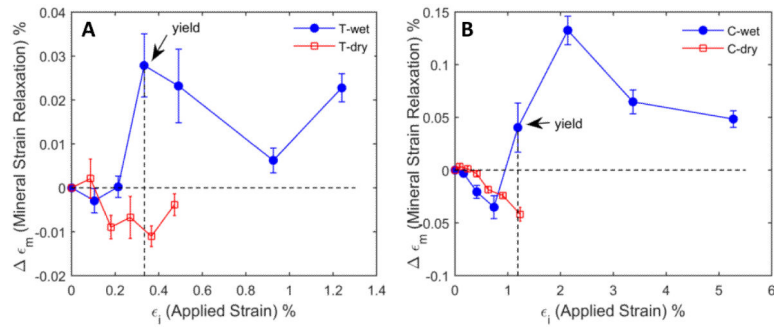 A
yield
T-wet
T-dry
Δ ϵm (Mineral Strain Relaxation) %
0.04
0.03
0.02
0.01
0
-0.01
-0.02
0 0.2 0.4 0.6 0.8 1 1.2 1.4
ϵi (Applied Strain) %
B
C-wet
C-dry
yield
Δ ϵm (Mineral Strain Relaxation) %
0.15
0.1
0.05
0
-0.05
-0.1
0 1 2 3 4 5 6
ϵi (Applied Strain) %